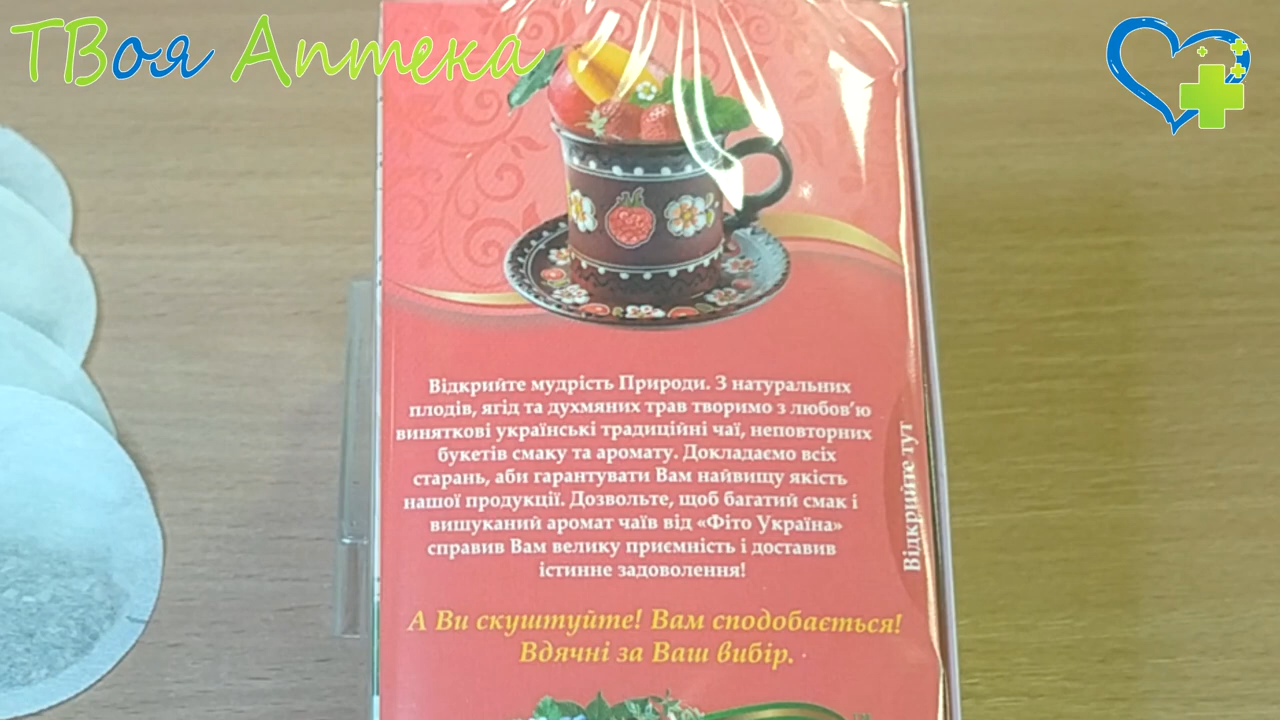 ТВоя Аптека
Відкрийте мудрість Природи. З натуральних
плодів, ягід та духмяних трав творимо з любов’ю
виняткові українські традиційні чаї, неповторних
букетів смаку та аромату. Докладаємо всіх
старань, аби гарантувати Вам найвищу якість
нашої продукції. Дозвольте, щоб багатий смак і
вишуканий аромат чаїв від «Фіто Україна»
справив Вам велику приємність і доставив
істинне задоволення!
А Ви скуштуйте! Вам сподобається!
Вдячні за Ваш вибір.
Відкрийте тут